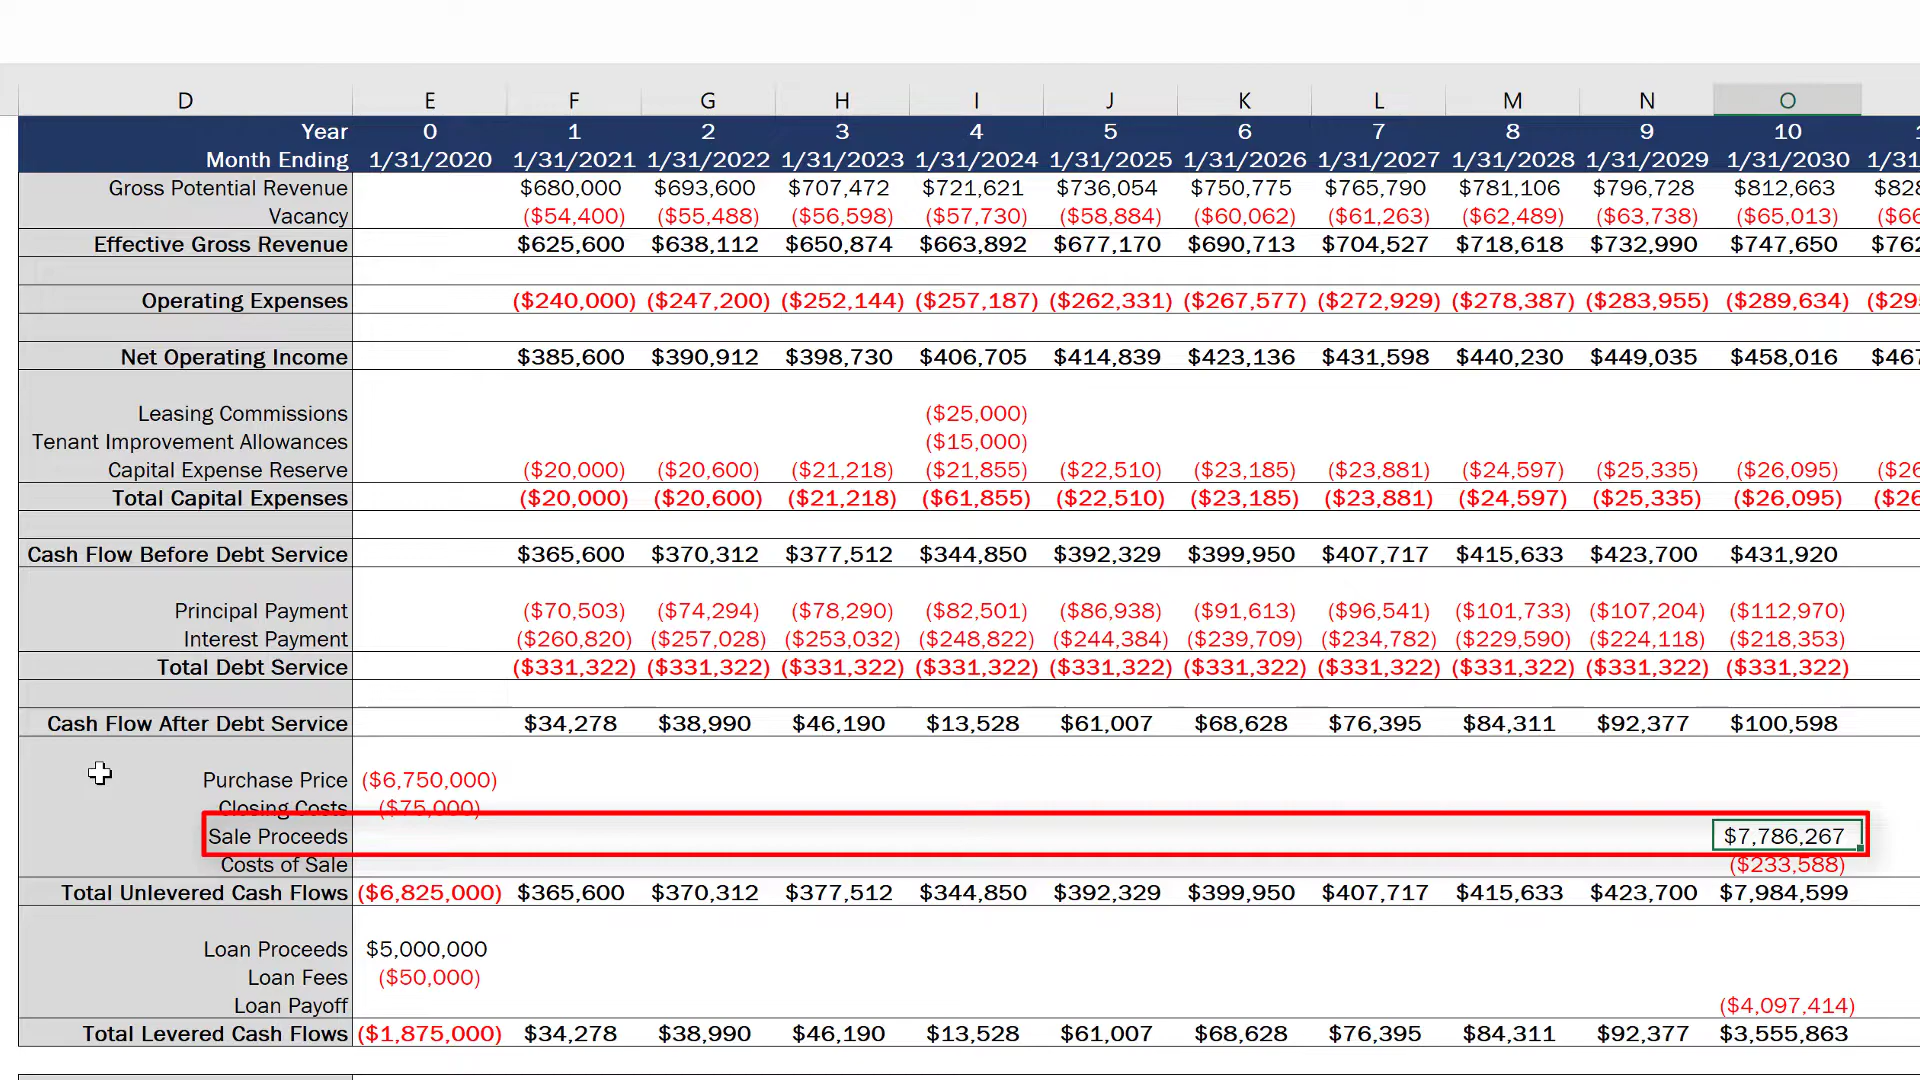 D E F G H I J K L M N O
Year 0 1 2 3 4 5 6 7 8 9 10
Month Ending 1/31/2020 1/31/2021 1/31/2022 1/31/2023 1/31/2024 1/31/2025 1/31/2026 1/31/2027 1/31/2028 1/31/2029 1/31/2030
Gross Potential Revenue $680,000 $693,600 $707,472 $721,621 $736,054 $750,775 $765,790 $781,106 $796,728 $812,663
Vacancy ($54,400) ($55,488) ($56,598) ($57,730) ($58,884) ($60,062) ($61,263) ($62,489) ($63,738) ($65,013)
Effective Gross Revenue $625,600 $638,112 $650,874 $663,892 $677,170 $690,713 $704,527 $718,618 $732,990 $747,650
Operating Expenses ($240,000) ($247,200) ($252,144) ($257,187) ($262,331) ($267,577) ($272,929) ($278,387) ($283,955) ($289,634)
Net Operating Income $385,600 $390,912 $398,730 $406,705 $414,839 $423,136 $431,598 $440,230 $449,035 $458,016
Leasing Commissions ($25,000)
Tenant Improvement Allowances ($15,000)
Capital Expense Reserve ($20,000) ($20,600) ($21,218) ($21,855) ($22,510) ($23,185) ($23,881) ($24,597) ($25,335) ($26,095)
Total Capital Expenses ($20,000) ($20,600) ($21,218) ($61,855) ($22,510) ($23,185) ($23,881) ($24,597) ($25,335) ($26,095)
Cash Flow Before Debt Service $365,600 $370,312 $377,512 $344,850 $392,329 $399,950 $407,717 $415,633 $423,700 $431,920
Principal Payment ($70,503) ($74,294) ($78,290) ($82,501) ($86,938) ($91,613) ($96,541) ($101,733) ($107,204) ($112,970)
Interest Payment ($260,820) ($257,028) ($253,032) ($248,822) ($244,384) ($239,709) ($234,782) ($229,590) ($224,118) ($218,353)
Total Debt Service ($331,322) ($331,322) ($331,322) ($331,322) ($331,322) ($331,322) ($331,322) ($331,322) ($331,322) ($331,322)
Cash Flow After Debt Service $34,278 $38,990 $46,190 $13,528 $61,007 $68,628 $76,395 $84,311 $92,377 $100,598
Purchase Price ($6,750,000)
Closing Costs ($75,000)
Sale Proceeds $7,786,267
Costs of Sale ($233,588)
Total Unlevered Cash Flows ($6,825,000) $365,600 $370,312 $377,512 $344,850 $392,329 $399,950 $407,717 $415,633 $423,700 $7,984,599
Loan Proceeds $5,000,000
Loan Fees ($50,000)
Loan Payoff ($4,097,414)
Total Levered Cash Flows ($1,875,000) $34,278 $38,990 $46,190 $13,528 $61,007 $68,628 $76,395 $84,311 $92,377 $3,555,863